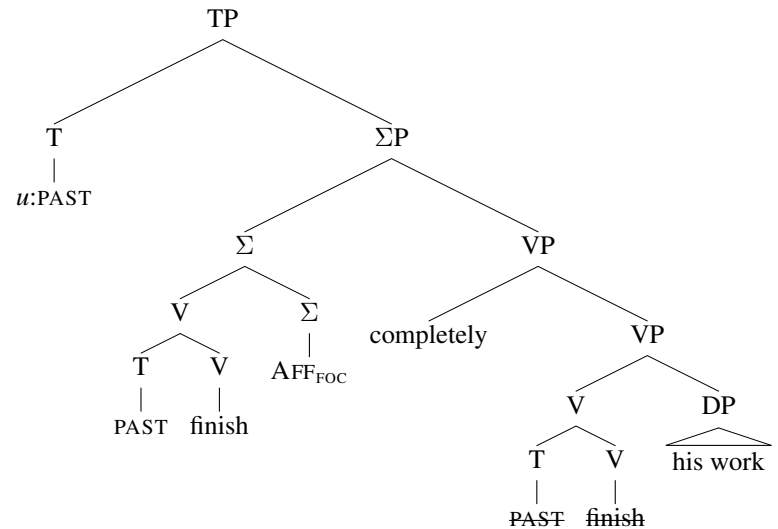 TP
T ΣP
u:PAST
Σ VP
V Σ completely VP
T V AFF_FOC
PAST finish V DP
T V his work
PAST finish